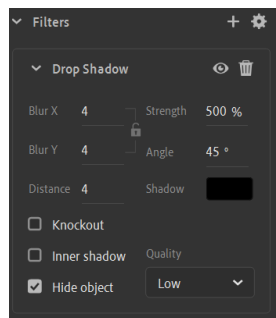 Filters
Drop Shadow
Blur X 4 Strength 500 %
Blur Y 4 Angle 45 °
Distance 4 Shadow
Knockout
Inner shadow Quality
Hide object Low